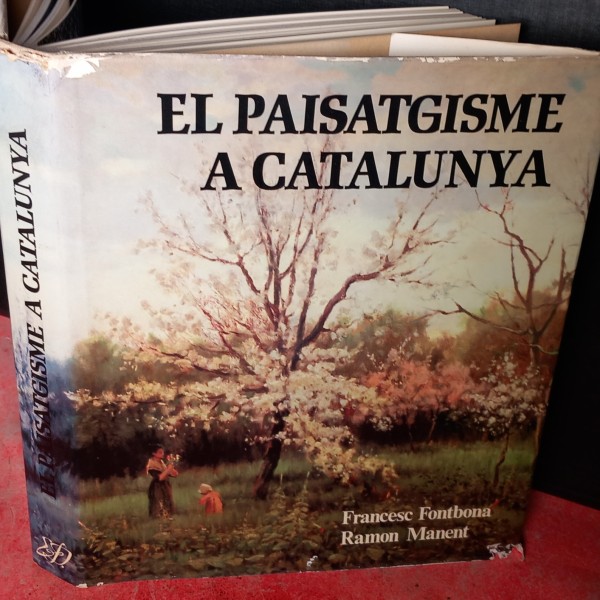 EL PAISATGISME
A CATALUNYA
Francesc Fontbona
Ramon Manent
EL PAISATGISME A CATALUNYA